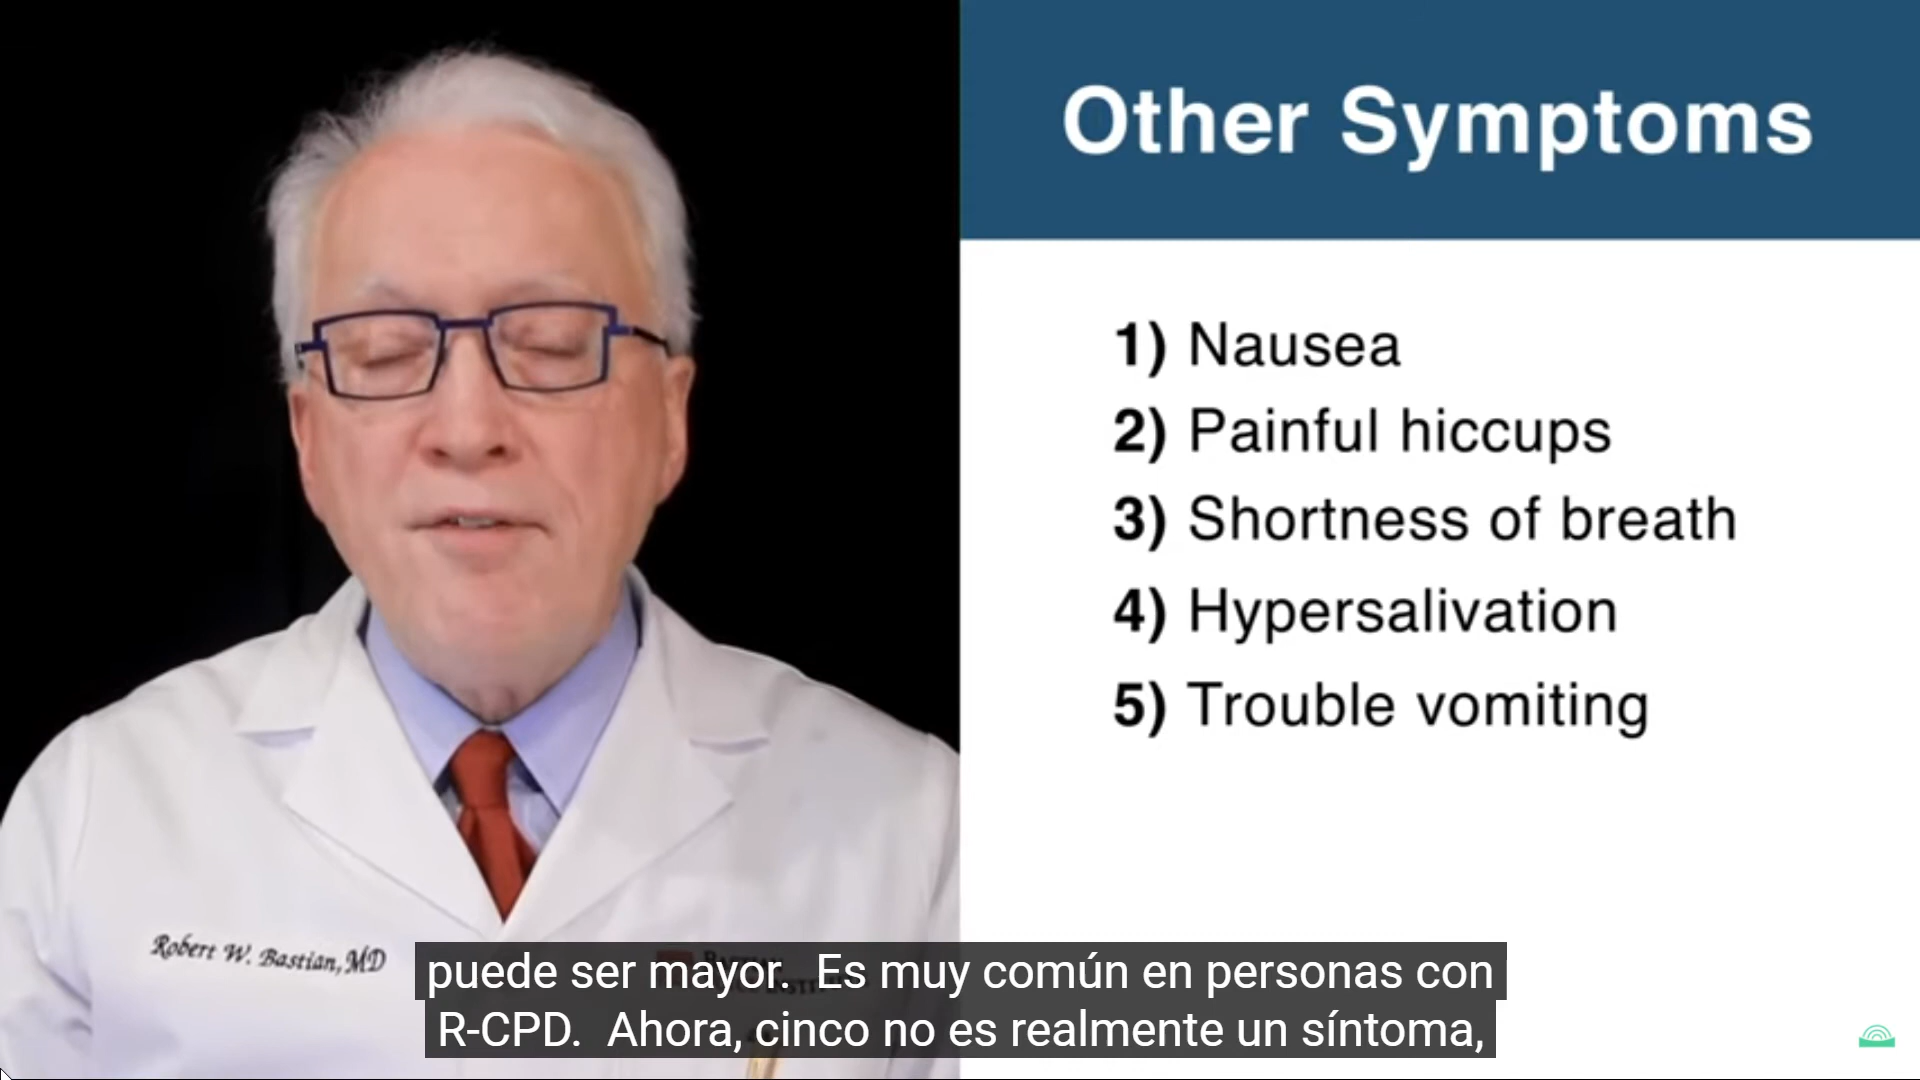 Other Symptoms
1) Nausea
2) Painful hiccups
3) Shortness of breath
4) Hypersalivation
5) Trouble vomiting
Robert W. Bastian, MD
puede ser mayor. Es muy común en personas con
R-CPD. Ahora, cinco no es realmente un síntoma,